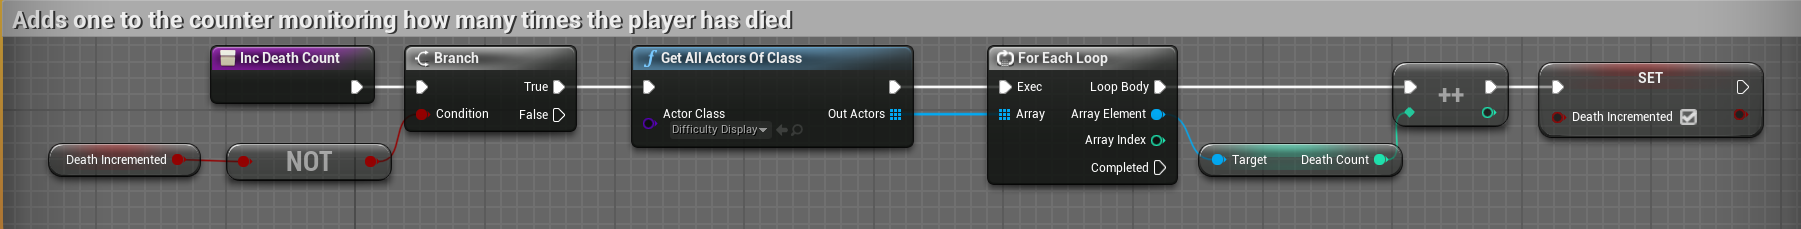 Adds one to the counter monitoring how many times the player has died
Inc Death Count
Branch
True
Condition
False
Death Incremented
NOT
f Get All Actors Of Class
Actor Class
Difficulty Display
Out Actors
For Each Loop
Exec
Loop Body
Array
Array Element
Array Index
Completed
Target
Death Count
++
SET
Death Incremented